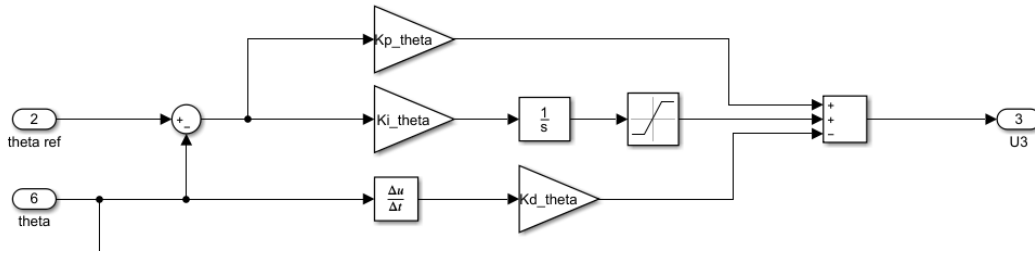 Kp_theta
2
theta ref
+
−
Ki_theta
1
s
+
+
−
3
U3
6
theta
Δu
Δt
Kd_theta